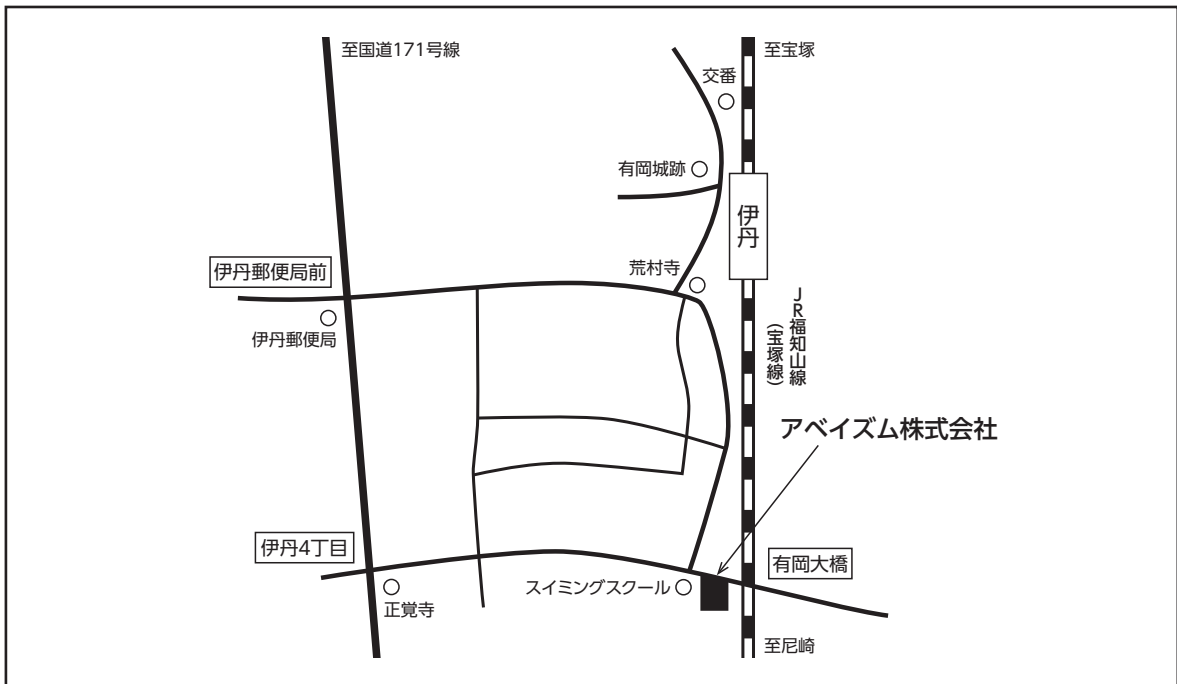 至国道171号線
至宝塚
交番
有岡城跡
伊丹
伊丹郵便局前
荒村寺
伊丹郵便局
JR福知山線
（宝塚線）
アベイズム株式会社
伊丹4丁目
有岡大橋
スイミングスクール
正覚寺
至尼崎